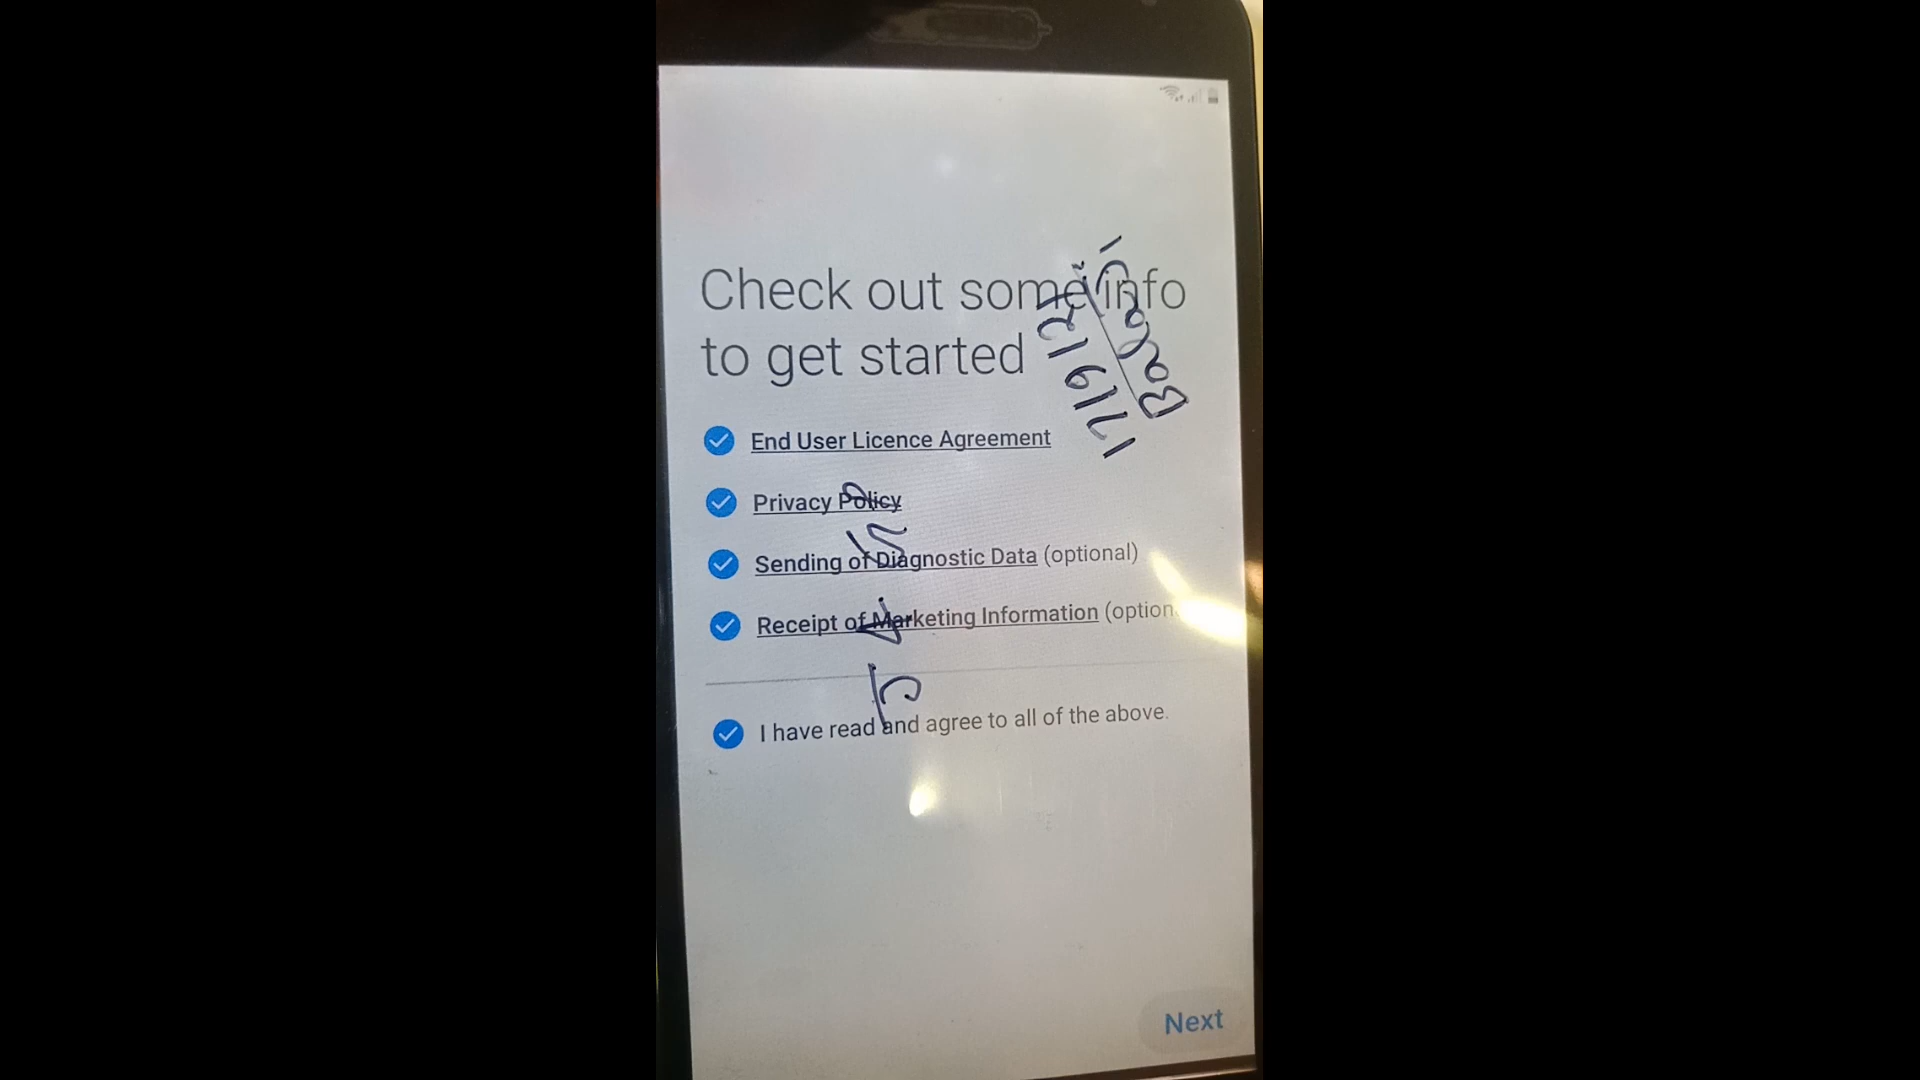 Check out some info
to get started
End User Licence Agreement
Privacy Policy
Sending of Diagnostic Data (optional)
Receipt of Marketing Information (option
I have read and agree to all of the above.
Next